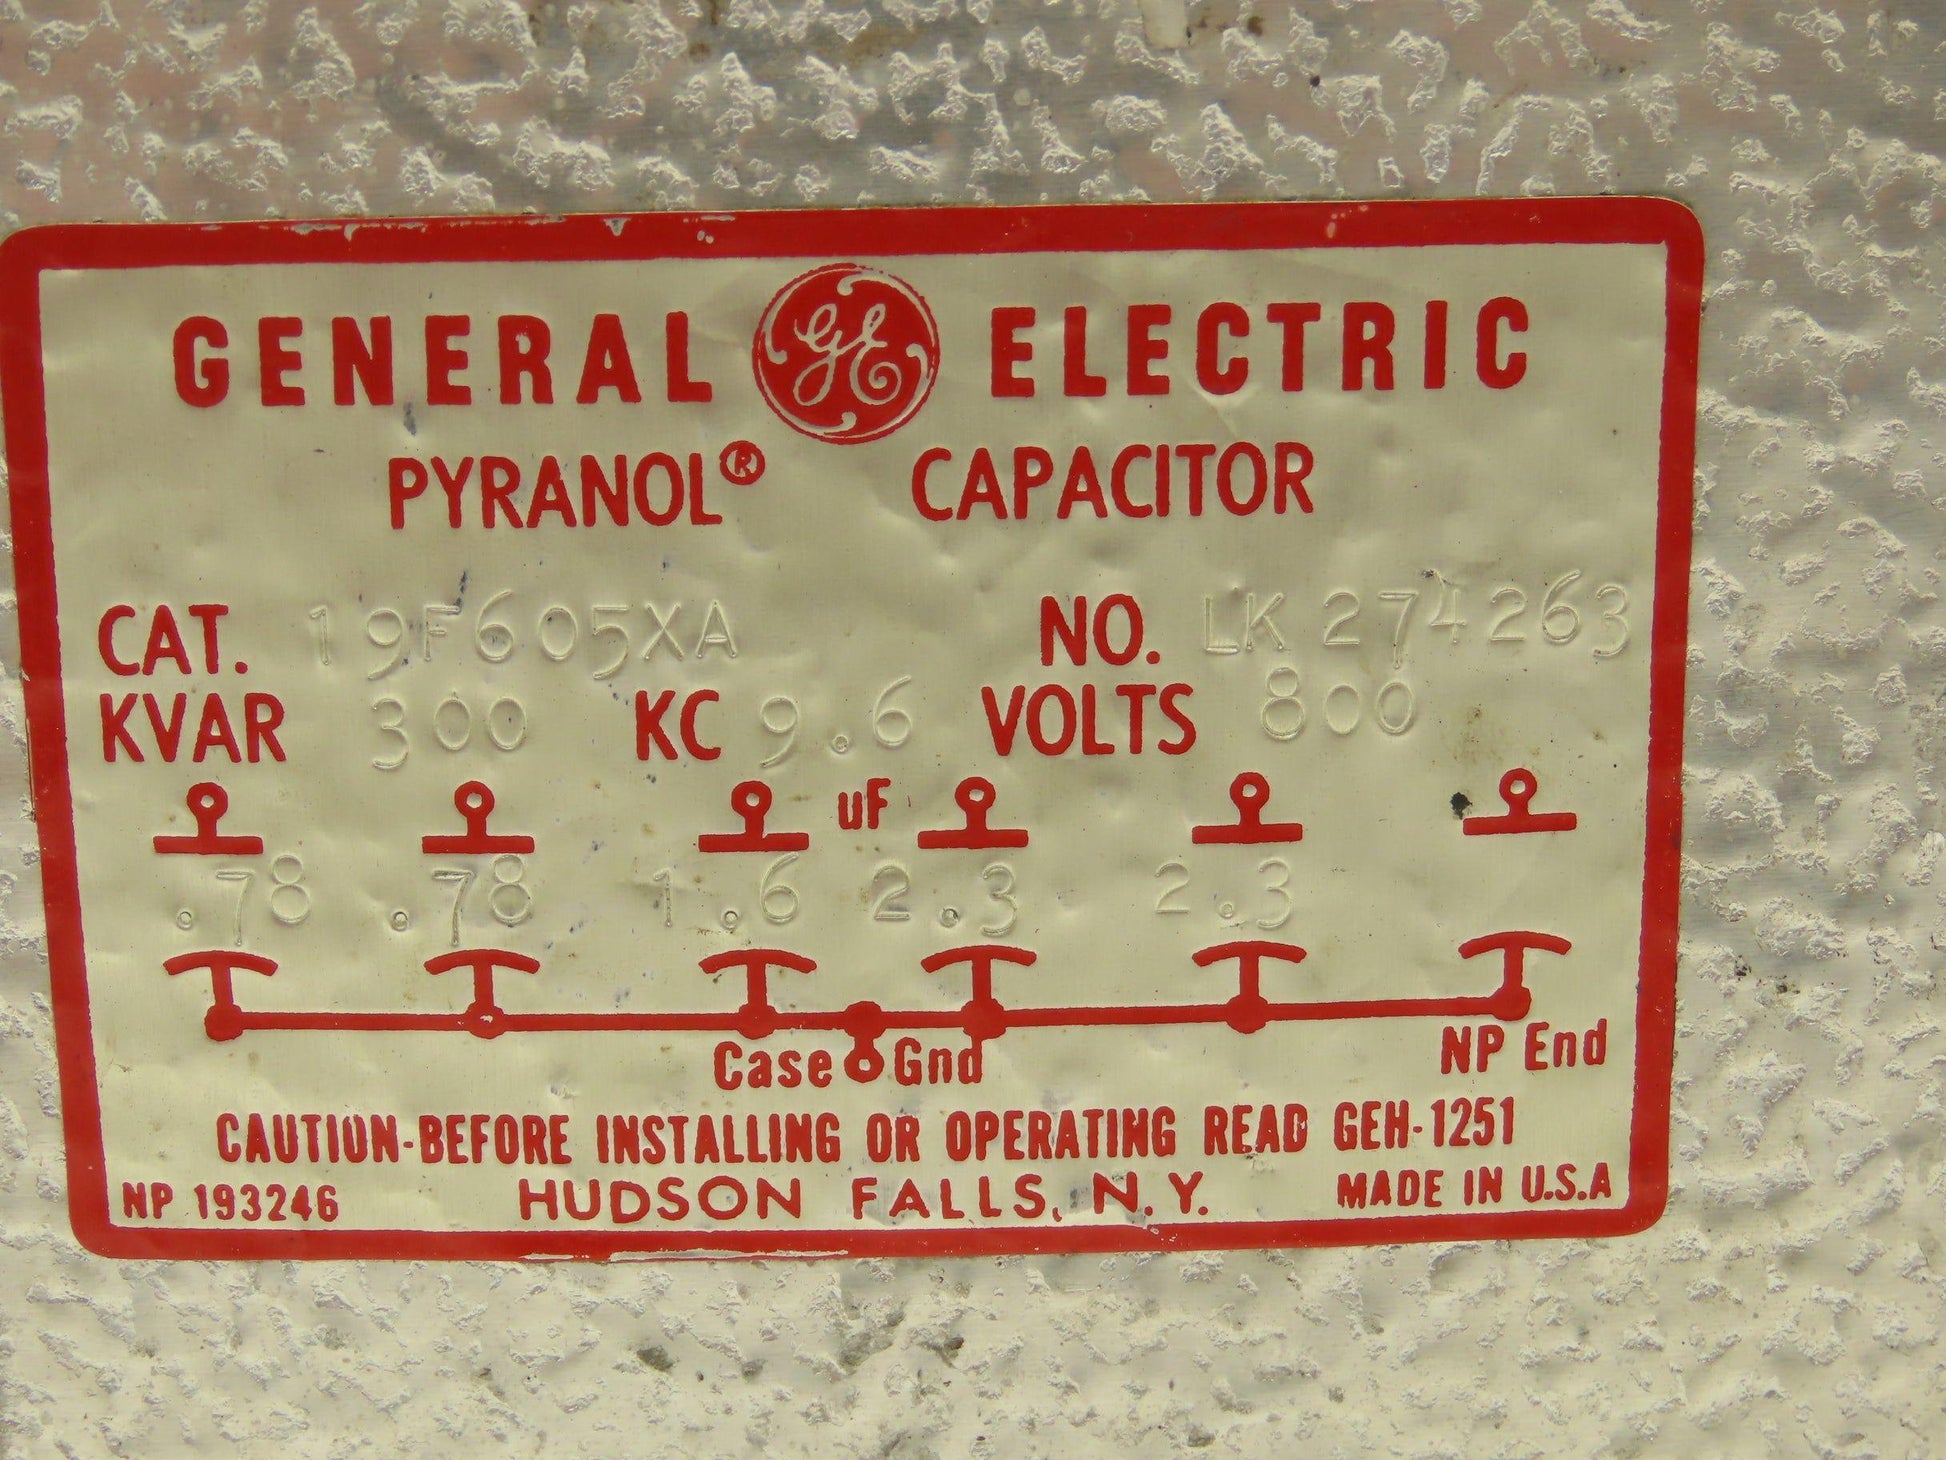 GENERAL GE ELECTRIC
PYRANOL® CAPACITOR
CAT. 19F605XA NO. LK274263
KVAR 300 KC 9.6 VOLTS 800
uF
.78 .78 1.6 2.3 2.3
Case Gnd NP End
CAUTION-BEFORE INSTALLING OR OPERATING READ GEH-1251
NP 193246 HUDSON FALLS, N.Y. MADE IN U.S.A